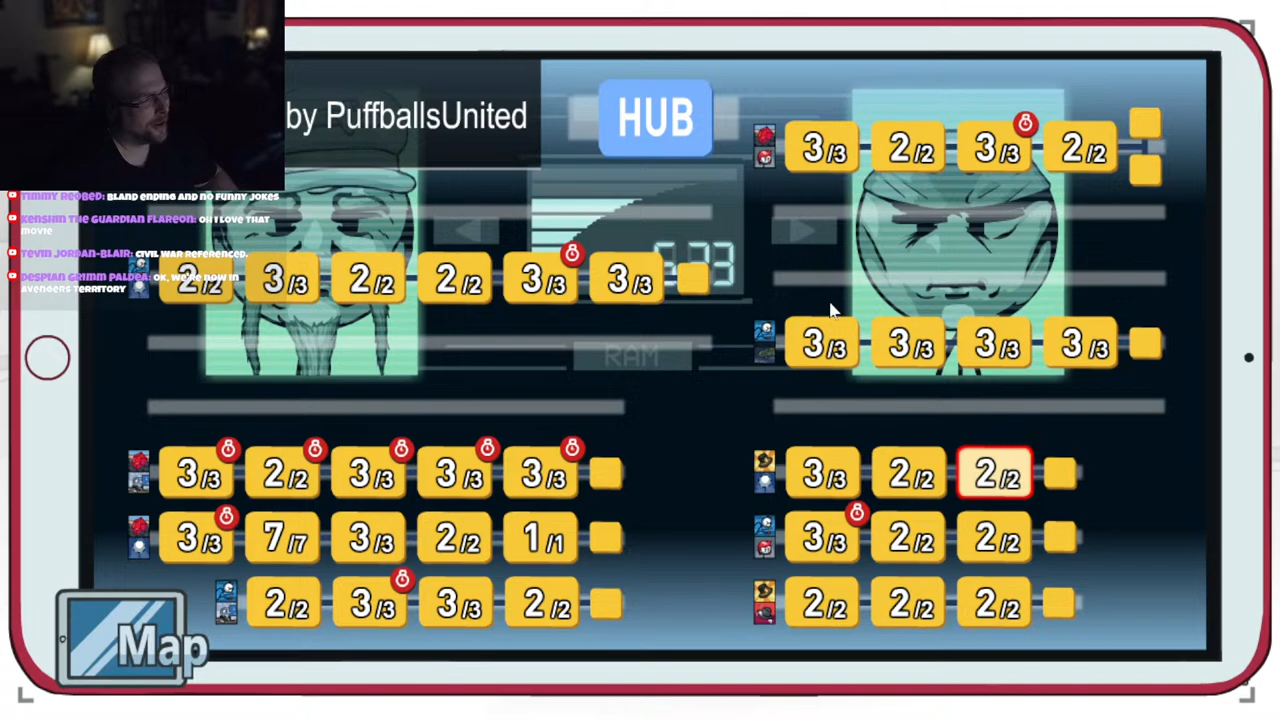 by PuffballsUnited
HUB
3/3 2/2 3/3 2/2
TIMMY REOBED: BLAND ENDING AND NO FUNNY JOKES
KENSHIN THE GUARDIAN FLAREON: OH I LOVE THAT
MOVIE
TEVIN JORDAN-BLAIR: CIVIL WAR REFERENCED.
DESPIAN GRIMM PALDEA: OK, WE'RE NOW IN
AVENGERS TERRITORY
2/2 3/3 2/2 2/2 3/3 3/3
3/3 3/3 3/3 3/3
RAM
3/3 2/2 3/3 3/3 3/3
3/3 2/2 2/2
3/3 7/7 3/3 2/2 1/1
3/3 2/2 2/2
2/2 3/3 3/3 2/2
2/2 2/2 2/2
Map